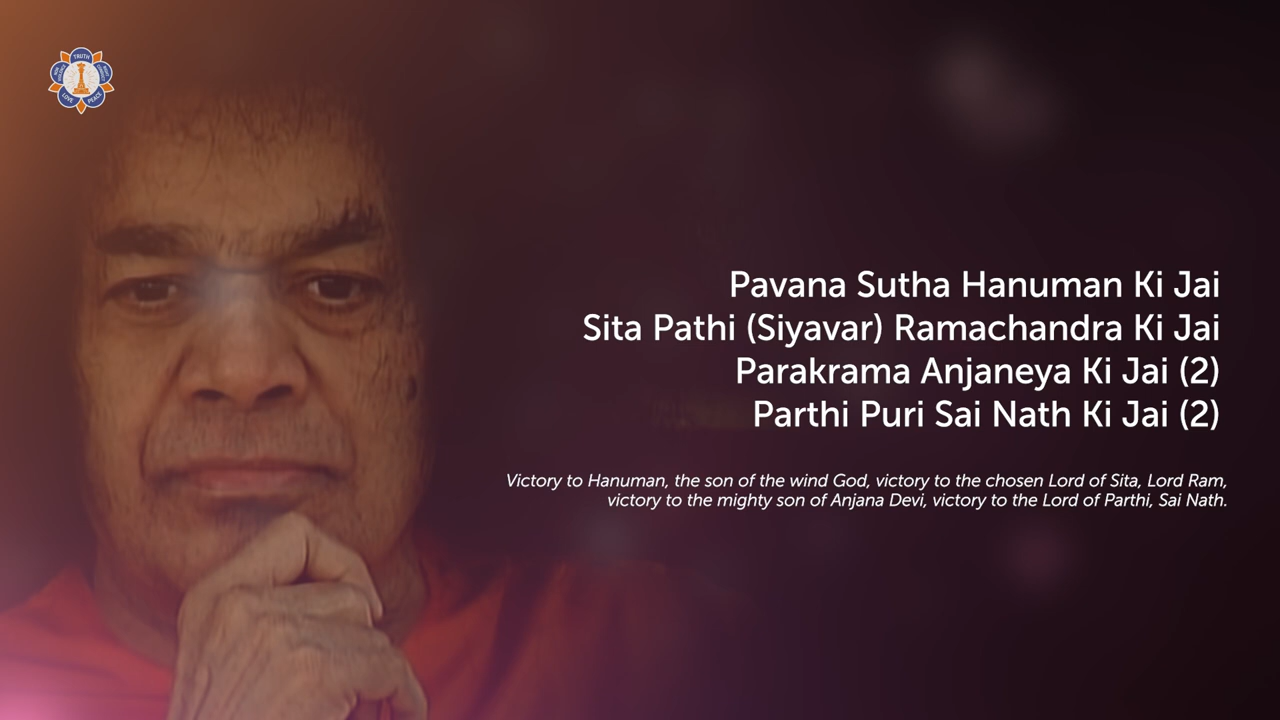 TRUTH
LOVE
PEACE
Pavana Sutha Hanuman Ki Jai
Sita Pathi (Siyavar) Ramachandra Ki Jai
Parakrama Anjaneya Ki Jai (2)
Parthi Puri Sai Nath Ki Jai (2)
Victory to Hanuman, the son of the wind God, victory to the chosen Lord of Sita, Lord Ram,
victory to the mighty son of Anjana Devi, victory to the Lord of Parthi, Sai Nath.